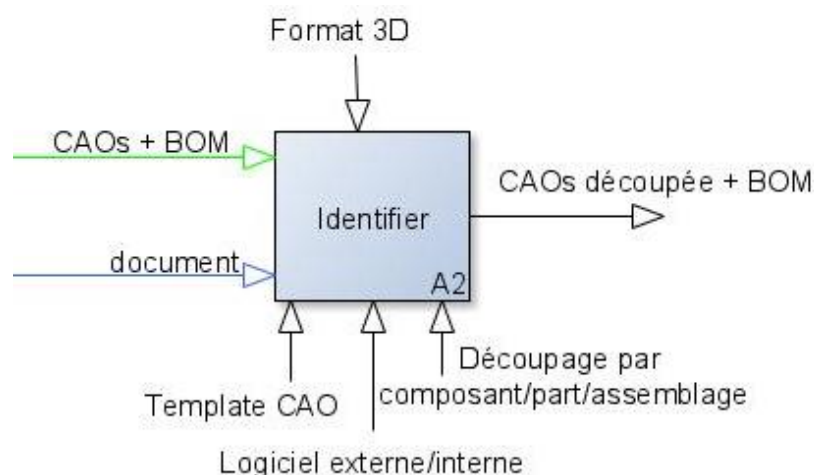 Format 3D
CAOs + BOM
CAOs découpée + BOM
Identifier
document
A2
Découpage par
composant/part/assemblage
Template CAO
Logiciel externe/interne